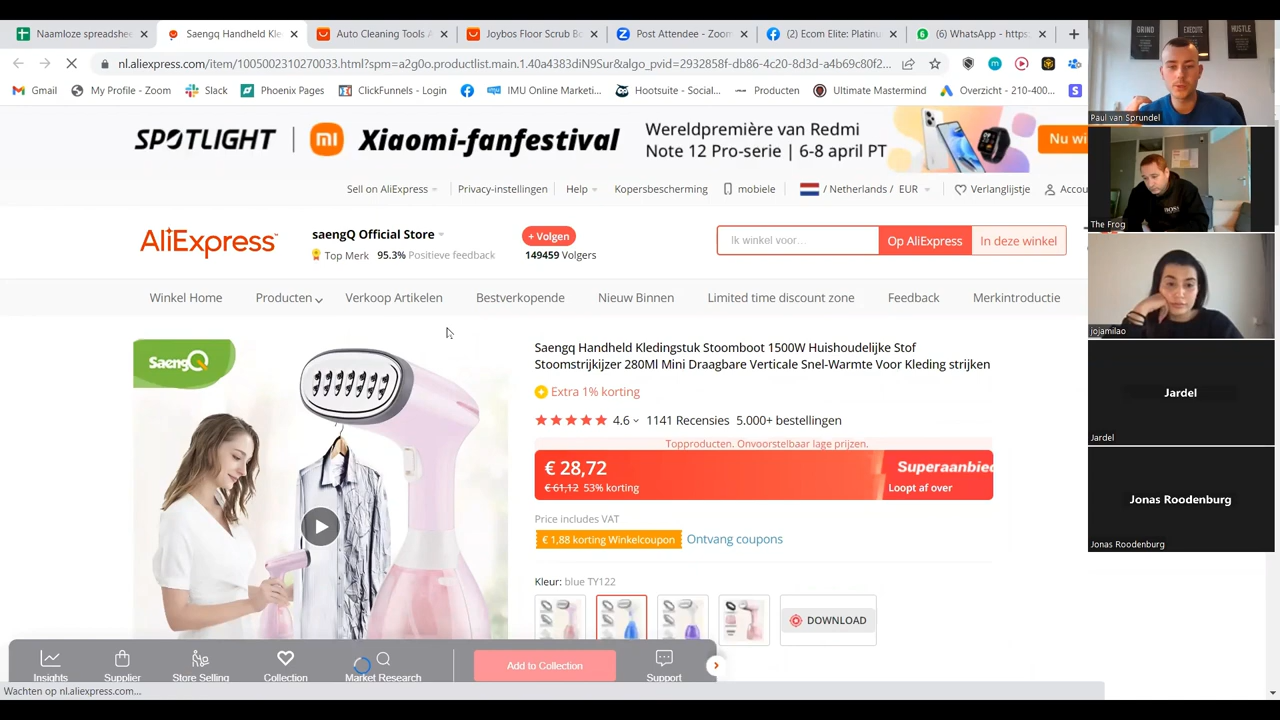 Naamloze spreadshee
Saengq Handheld Kle
Auto Cleaning Tools A
Joybos Floor Scrub B
Post Attendee - Zoom
(2) Ecom Elite: Platinu
(6) WhatsApp - https:
nl.aliexpress.com/item/1005002310270033.html?spm=a2g0o.productlist.main.1.40a4383diN9Sur&algo_pvid=2932858f-db86-4c20-8d3d-a4b69c80f2...
Gmail
My Profile - Zoom
Slack
Phoenix Pages
ClickFunnels - Login
IMU Online Marketi...
Hootsuite - Social...
Producten
Ultimate Mastermind
Overzicht - 210-400...
SPOTLIGHT
Xiaomi-fanfestival
Wereldpremière van Redmi
Note 12 Pro-serie | 6-8 april PT
Nu wi
Sell on AliExpress
Privacy-instellingen
Help
Kopersbescherming
mobiele
/ Netherlands / EUR
Verlanglijstje
Accou
AliExpress
saengQ Official Store
Top Merk 95.3% Positieve feedback
+ Volgen
149459 Volgers
Ik winkel voor...
Op AliExpress
In deze winkel
Winkel Home
Producten
Verkoop Artikelen
Bestverkopende
Nieuw Binnen
Limited time discount zone
Feedback
Merkintroductie
SaengQ
Saengq Handheld Kledingstuk Stoomboot 1500W Huishoudelijke Stof
Stoomstrijkijzer 280Ml Mini Draagbare Verticale Snel-Warmte Voor Kleding strijken
Extra 1% korting
4.6 1141 Recensies 5.000+ bestellingen
Topproducten. Onvoorstelbaar lage prijzen.
€ 28,72
€ 61,12 53% korting
Superaanbied
Loopt af over
Price includes VAT
€ 1,88 korting Winkelcoupon
Ontvang coupons
Kleur: blue TY122
DOWNLOAD
Insights
Supplier
Store Selling
Collection
Market Research
Add to Collection
Support
Wachten op nl.aliexpress.com...
GRIND
EXECUTE
HUSTLE
Paul van Sprundel
The Frog
jojamilao
Jardel
Jardel
Jonas Roodenburg
Jonas Roodenburg